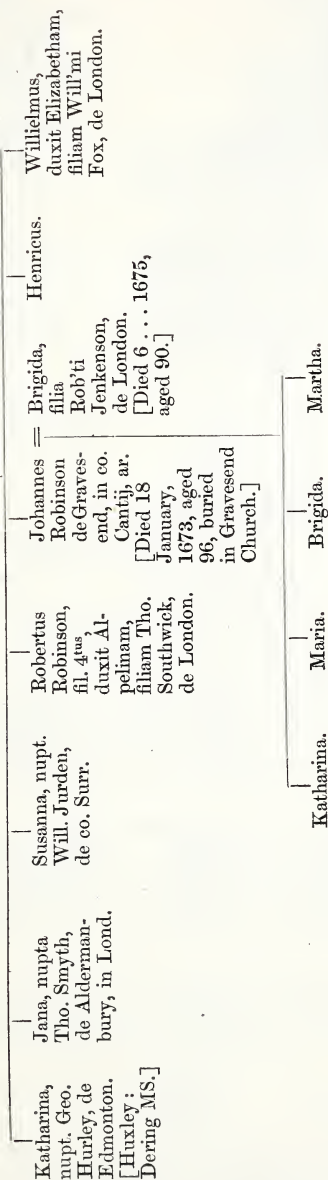 Katharina,
nupt. Geo.
Hurley, de
Edmonton.
[Huxley:
Dering MS.]
Jana, nupta
Tho. Smyth,
de Alderman-
bury, in Lond.
Susanna, nupt.
Will. Jurden,
de co. Surr.
Robertus
Robinson,
fil. 4tus,
duxit Al-
pelinam,
filiam Tho.
Southwick,
de London.
Johannes
Robinson
de Graves-
end, in co.
Cantij, ar.
[Died 18
January,
1673, aged
96, buried
in Gravesend
Church.]
=
Brigida,
filia
Rob'ti
Jenkenson,
de London.
[Died 6 ... 1675,
aged 90.]
Henricus.
Willielmus,
duxit Elizabetham,
filiam Will'mi
Fox, de London.
Katharina.
Maria.
Brigida.
Martha.